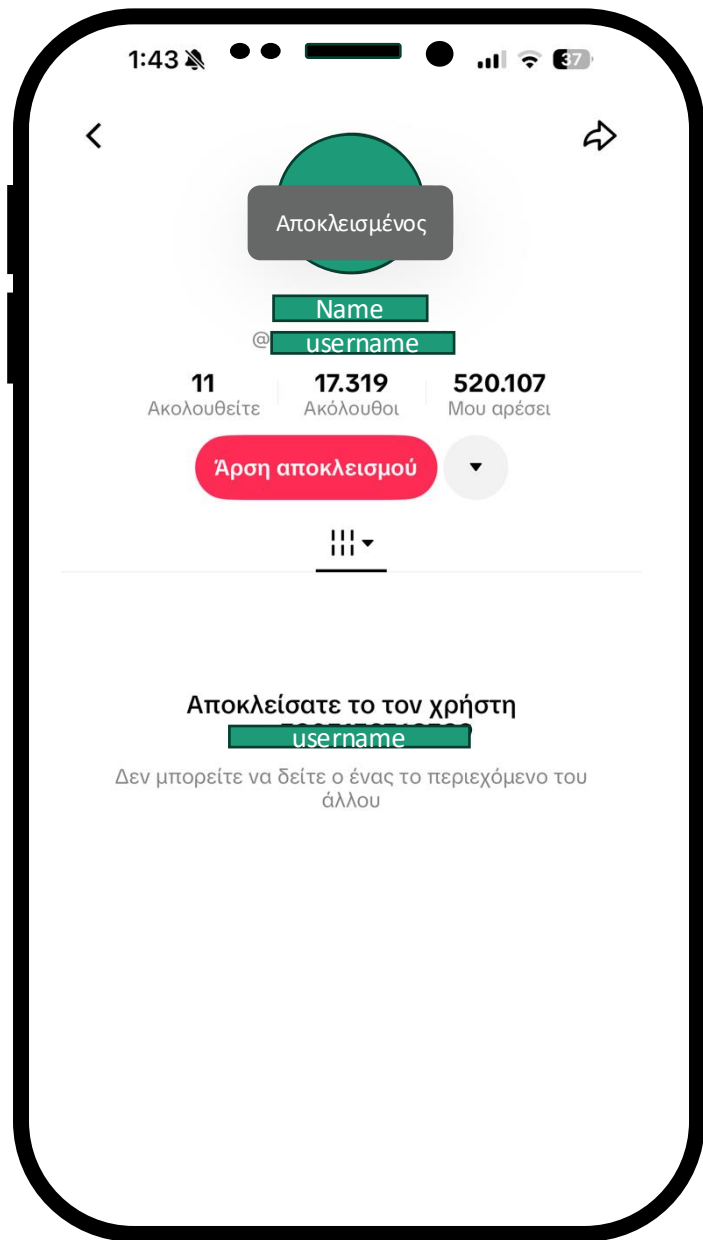 1:43
37
Αποκλεισμένος
Name
@ username
11 17.319 520.107
Ακολουθείτε Ακόλουθοι Μου αρέσει
Άρση αποκλεισμού
Αποκλείσατε το τον χρήστη
username
Δεν μπορείτε να δείτε ο ένας το περιεχόμενο του
άλλου